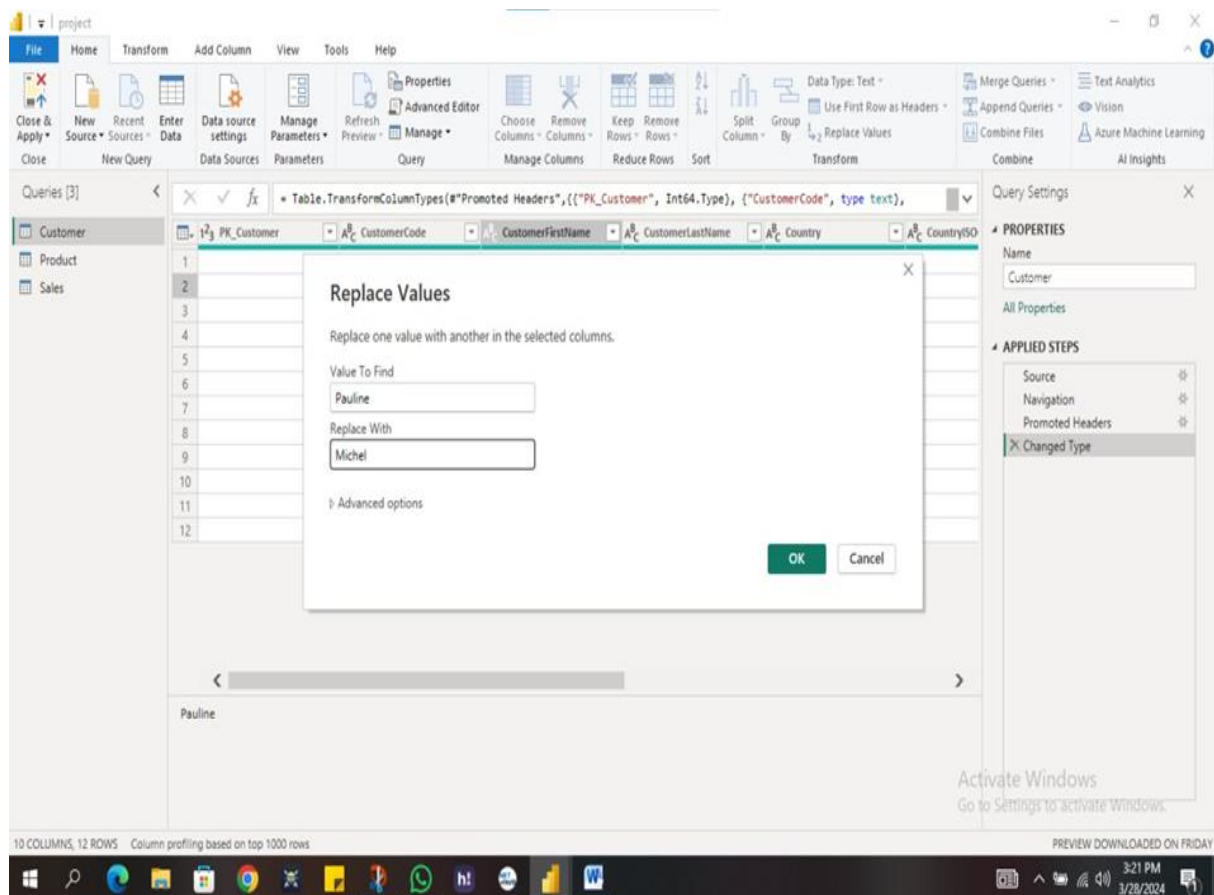 project
File Home Transform Add Column View Tools Help
Close & Apply
New Source
Recent Sources
Enter Data
Data source settings
Manage Parameters
Refresh Preview
Properties
Advanced Editor
Manage
Choose Columns
Remove Columns
Keep Rows
Remove Rows
Split Column
Group By
Data Type: Text
Use First Row as Headers
Replace Values
Merge Queries
Append Queries
Combine Files
Text Analytics
Vision
Azure Machine Learning
Close New Query Data Sources Parameters Query Manage Columns Reduce Rows Sort Transform Combine AI Insights
Queries [3]
Customer
Product
Sales
fx = Table.TransformColumnTypes(#"Promoted Headers",{{"PK_Customer", Int64.Type}, {"CustomerCode", type text},
1²3 PK_Customer ABC CustomerCode CustomerFirstName ABC CustomerLastName ABC Country ABC CountryISO
1
2
3
4
5
6
7
8
9
10
11
12
Replace Values
Replace one value with another in the selected columns.
Value To Find
Pauline
Replace With
Michel
Advanced options
OK Cancel
Pauline
Query Settings
PROPERTIES
Name
Customer
All Properties
APPLIED STEPS
Source
Navigation
Promoted Headers
Changed Type
Activate Windows
Go to Settings to activate Windows.
10 COLUMNS, 12 ROWS Column profiling based on top 1000 rows PREVIEW DOWNLOADED ON FRIDAY
h!
W
3:21 PM
3/28/2024